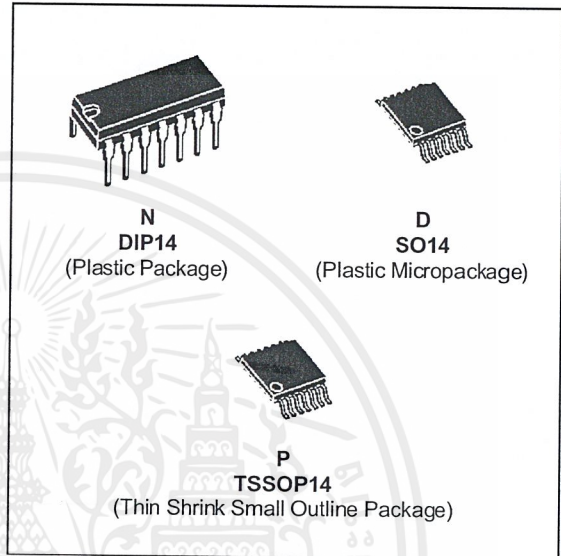 N
DIP14
(Plastic Package)
D
SO14
(Plastic Micropackage)
P
TSSOP14
(Thin Shrink Small Outline Package)